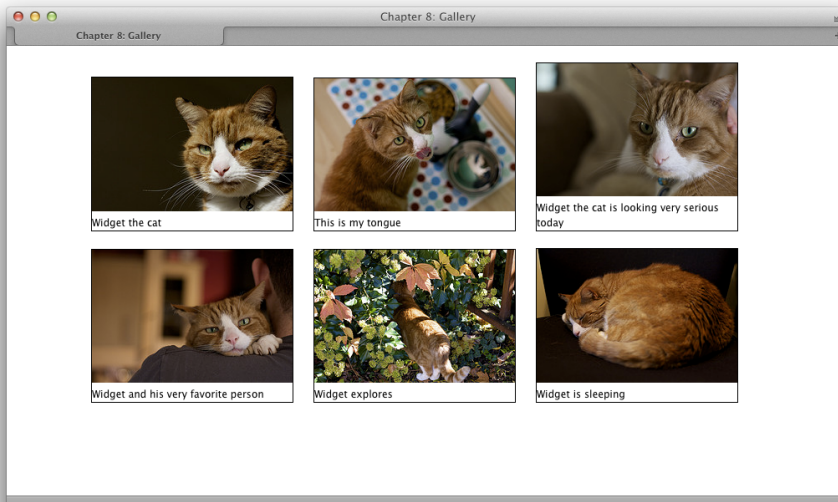 Chapter 8: Gallery
Chapter 8: Gallery
Widget the cat
This is my tongue
Widget the cat is looking very serious
today
Widget and his very favorite person
Widget explores
Widget is sleeping